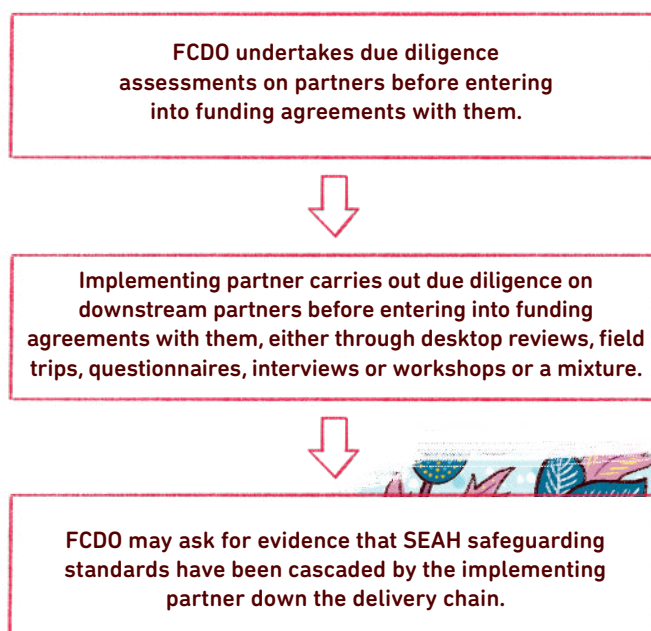 FCDO undertakes due diligence
assessments on partners before entering
into funding agreements with them.
Implementing partner carries out due diligence on
downstream partners before entering into funding
agreements with them, either through desktop reviews, field
trips, questionnaires, interviews or workshops or a mixture.
FCDO may ask for evidence that SEAH safeguarding
standards have been cascaded by the implementing
partner down the delivery chain.